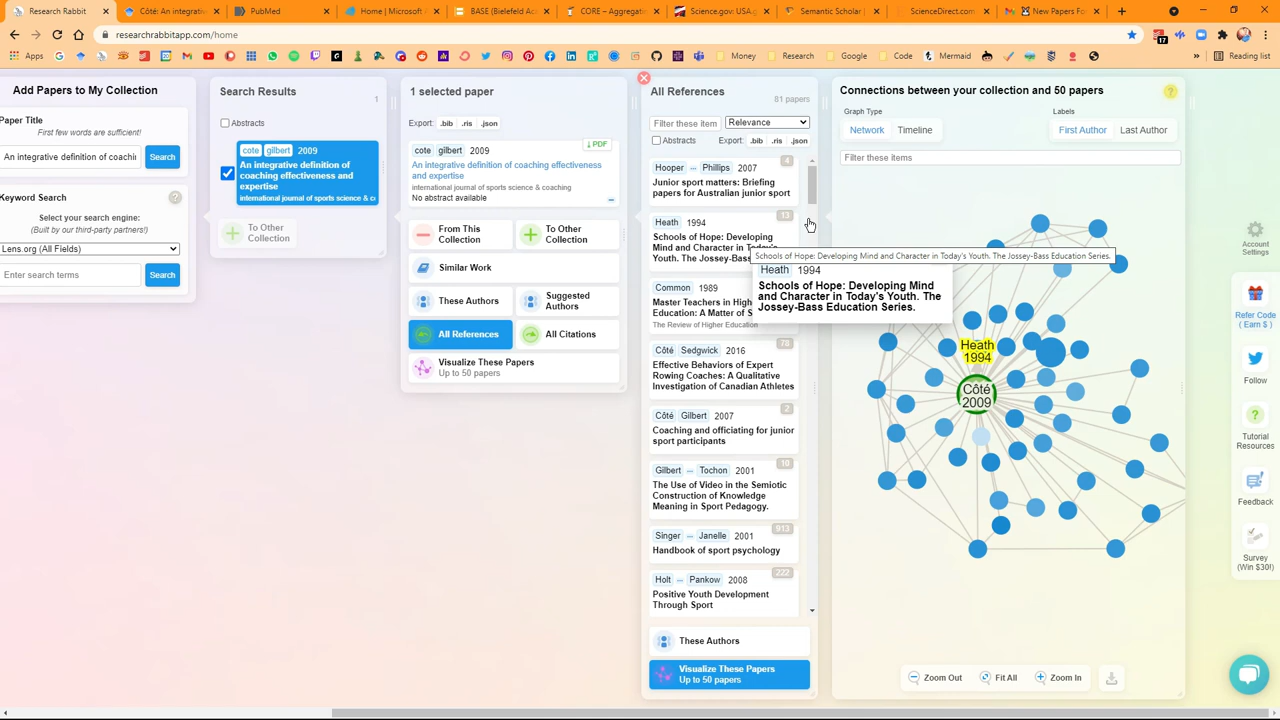 Research Rabbit
Côté: An integrativ
PubMed
Home | Microsoft A
BASE (Bielefeld Aca
CORE – Aggregatio
Science.gov: USA.g
Semantic Scholar |
ScienceDirect.com
New Papers For
researchrabbitapp.com/home
17
Apps
Money
Research
Google
Code
Mermaid
Reading list
Add Papers to My Collection
Paper Title
First few words are sufficient!
An integrative definition of coachi
Search
Keyword Search
?
Select your search engine:
(Built by our third-party partners!)
Lens.org (All Fields)
Enter search terms
Search
Search Results
1
Abstracts
cote gilbert 2009
An integrative definition of
coaching effectiveness and
expertise
international journal of sports science & c
To Other
Collection
1 selected paper
Export: .bib .ris .json
PDF
cote gilbert 2009
An integrative definition of coaching effectiveness
and expertise
international journal of sports science & coaching
No abstract available
From This
Collection
To Other
Collection
Similar Work
These Authors
Suggested
Authors
All References
All Citations
Visualize These Papers
Up to 50 papers
All References
81 papers
Filter these item
Relevance
Abstracts
Export: .bib .ris .json
4
Hooper ... Phillips 2007
Junior sport matters: Briefing
papers for Australian junior sport
13
Heath 1994
Schools of Hope: Developing
Mind and Character in Today's
Youth. The Jossey-Bass
Schools of Hope: Developing Mind and Character in Today's Youth. The Jossey-Bass Education Series.
Heath 1994
Schools of Hope: Developing Mind
and Character in Today's Youth. The
Jossey-Bass Education Series.
Common 1989
Master Teachers in High
Education: A Matter of S
The Review of Higher Education
78
Côté Sedgwick 2016
Effective Behaviors of Expert
Rowing Coaches: A Qualitative
Investigation of Canadian Athletes
2
Côté Gilbert 2007
Coaching and officiating for junior
sport participants
10
Gilbert ... Tochon 2001
The Use of Video in the Semiotic
Construction of Knowledge
Meaning in Sport Pedagogy.
913
Singer ... Janelle 2001
Handbook of sport psychology
222
Holt ... Pankow 2008
Positive Youth Development
Through Sport
These Authors
Visualize These Papers
Up to 50 papers
Connections between your collection and 50 papers
?
Graph Type
Network
Timeline
Labels
First Author
Last Author
Filter these items
Heath
1994
Côté
2009
Zoom Out
Fit All
Zoom In
Account
Settings
Refer Code
( Earn $ )
Follow
?
Tutorial
Resources
Feedback
Survey
(Win $30!)